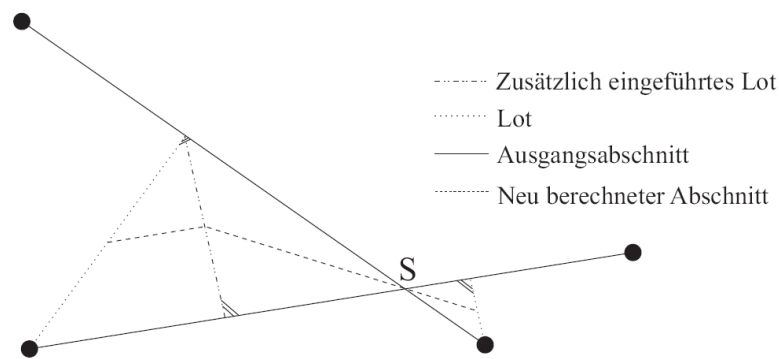 Zusätzlich eingeführtes Lot
Lot
Ausgangsabschnitt
Neu berechneter Abschnitt
S